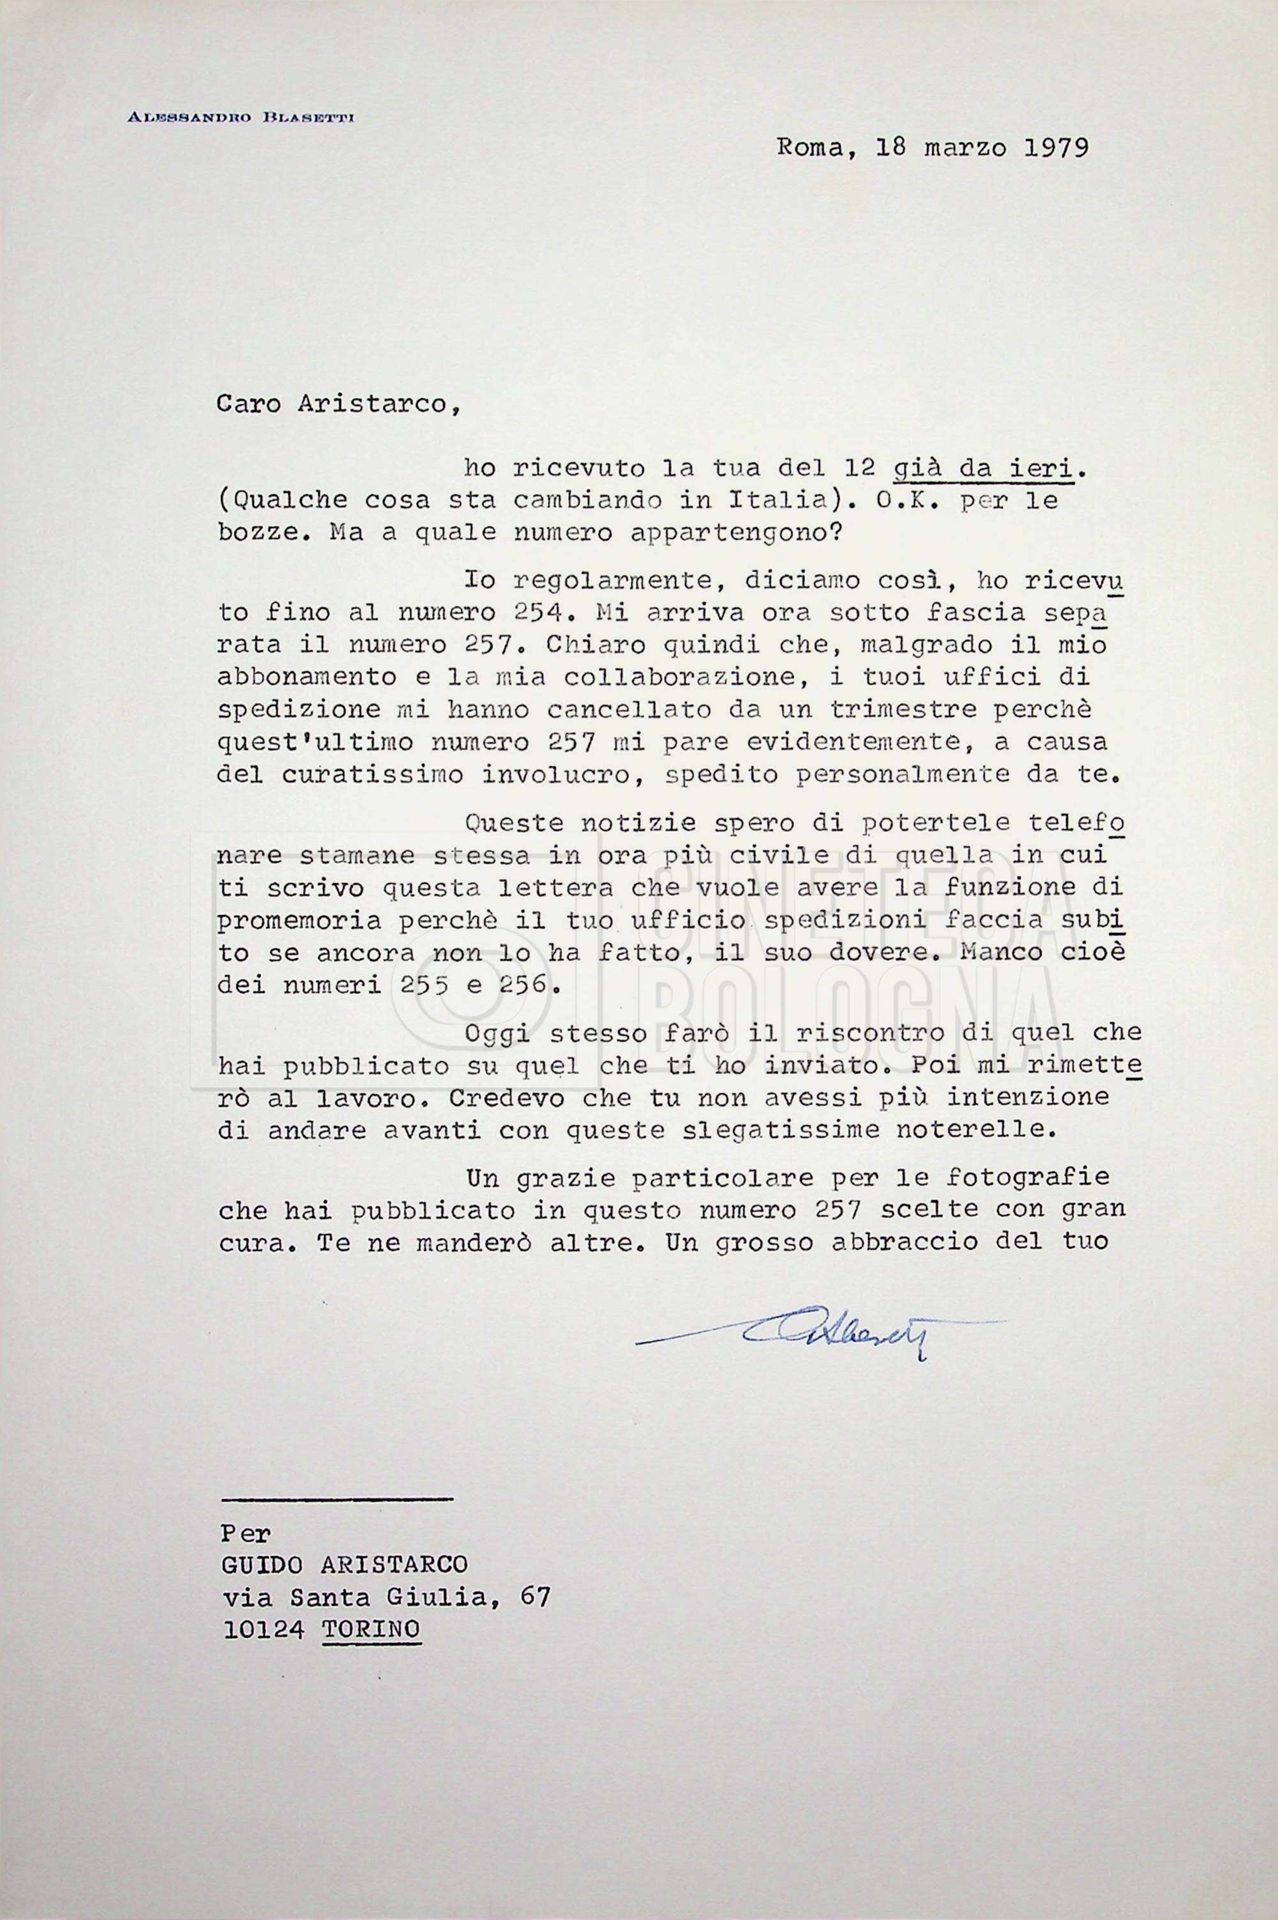 ALESSANDRO BLASETTI
Roma, 18 marzo 1979
Caro Aristarco,
ho ricevuto la tua del 12 già da ieri.
(Qualche cosa sta cambiando in Italia). O.K. per le
bozze. Ma a quale numero appartengono?
Io regolarmente, diciamo così, ho ricevu
to fino al numero 254. Mi arriva ora sotto fascia sepa
rata il numero 257. Chiaro quindi che, malgrado il mio
abbonamento e la mia collaborazione, i tuoi uffici di
spedizione mi hanno cancellato da un trimestre perchè
quest'ultimo numero 257 mi pare evidentemente, a causa
del curatissimo involucro, spedito personalmente da te.
Queste notizie spero di potertele telefo
nare stamane stessa in ora più civile di quella in cui
ti scrivo questa lettera che vuole avere la funzione di
promemoria perchè il tuo ufficio spedizioni faccia subi
to se ancora non lo ha fatto, il suo dovere. Manco cioè
dei numeri 255 e 256.
Oggi stesso farò il riscontro di quel che
hai pubblicato su quel che ti ho inviato. Poi mi rimette
rò al lavoro. Credevo che tu non avessi più intenzione
di andare avanti con queste slegatissime noterelle.
Un grazie particolare per le fotografie
che hai pubblicato in questo numero 257 scelte con gran
cura. Te ne manderò altre. Un grosso abbraccio del tuo
Per
GUIDO ARISTARCO
via Santa Giulia, 67
10124 TORINO
CINETECA
BOLOGNA